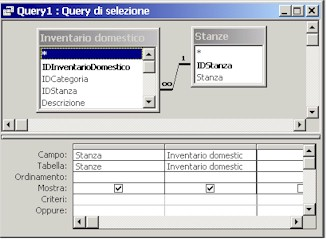 Query1 : Query di selezione
Inventario domestico
*
IDInventarioDomestico
IDCategoria
IDStanza
Descrizione
∞ 1
Stanze
*
IDStanza
Stanza
Campo: Stanza Inventario domestic
Tabella: Stanze Inventario domestic
Ordinamento:
Mostra:
Criteri:
Oppure: